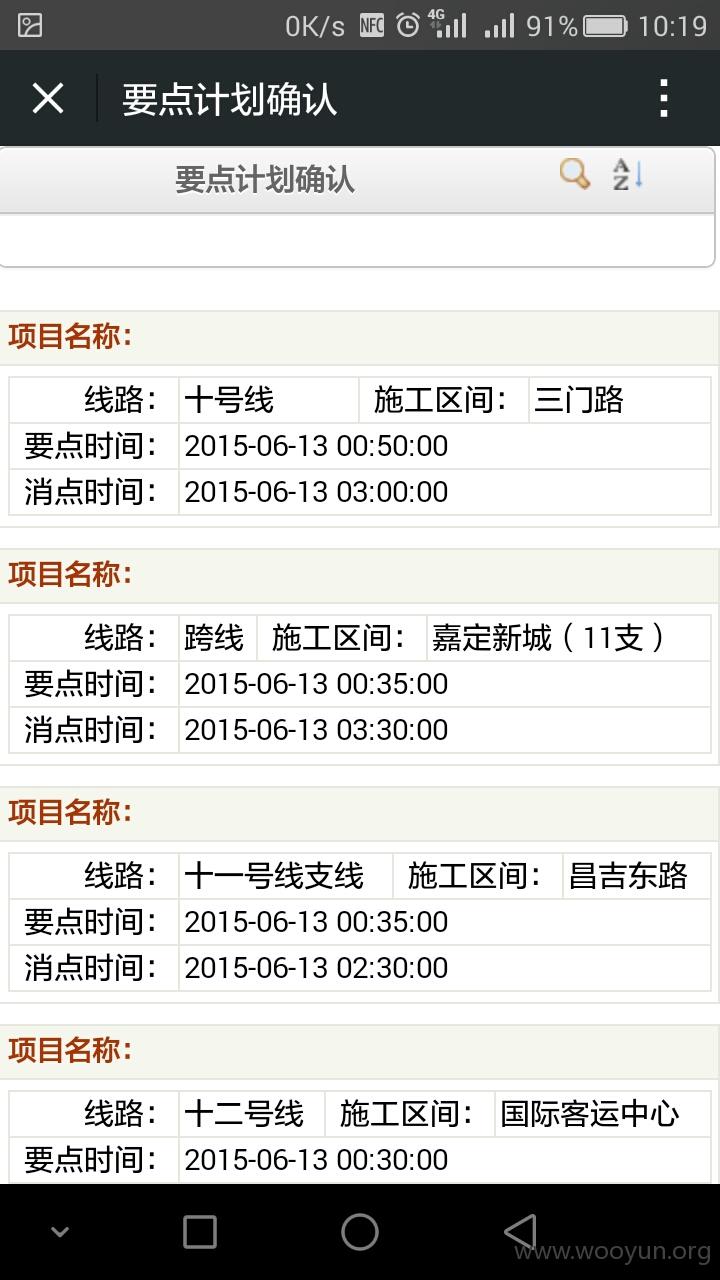 0K/s NFC 4G 91% 10:19
要点计划确认
要点计划确认 A Z
项目名称：
线路： 十号线 施工区间： 三门路
要点时间： 2015-06-13 00:50:00
消点时间： 2015-06-13 03:00:00
项目名称：
线路： 跨线 施工区间： 嘉定新城（11支）
要点时间： 2015-06-13 00:35:00
消点时间： 2015-06-13 03:30:00
项目名称：
线路： 十一号线支线 施工区间： 昌吉东路
要点时间： 2015-06-13 00:35:00
消点时间： 2015-06-13 02:30:00
项目名称：
线路： 十二号线 施工区间： 国际客运中心
要点时间： 2015-06-13 00:30:00
www.wooyun.org